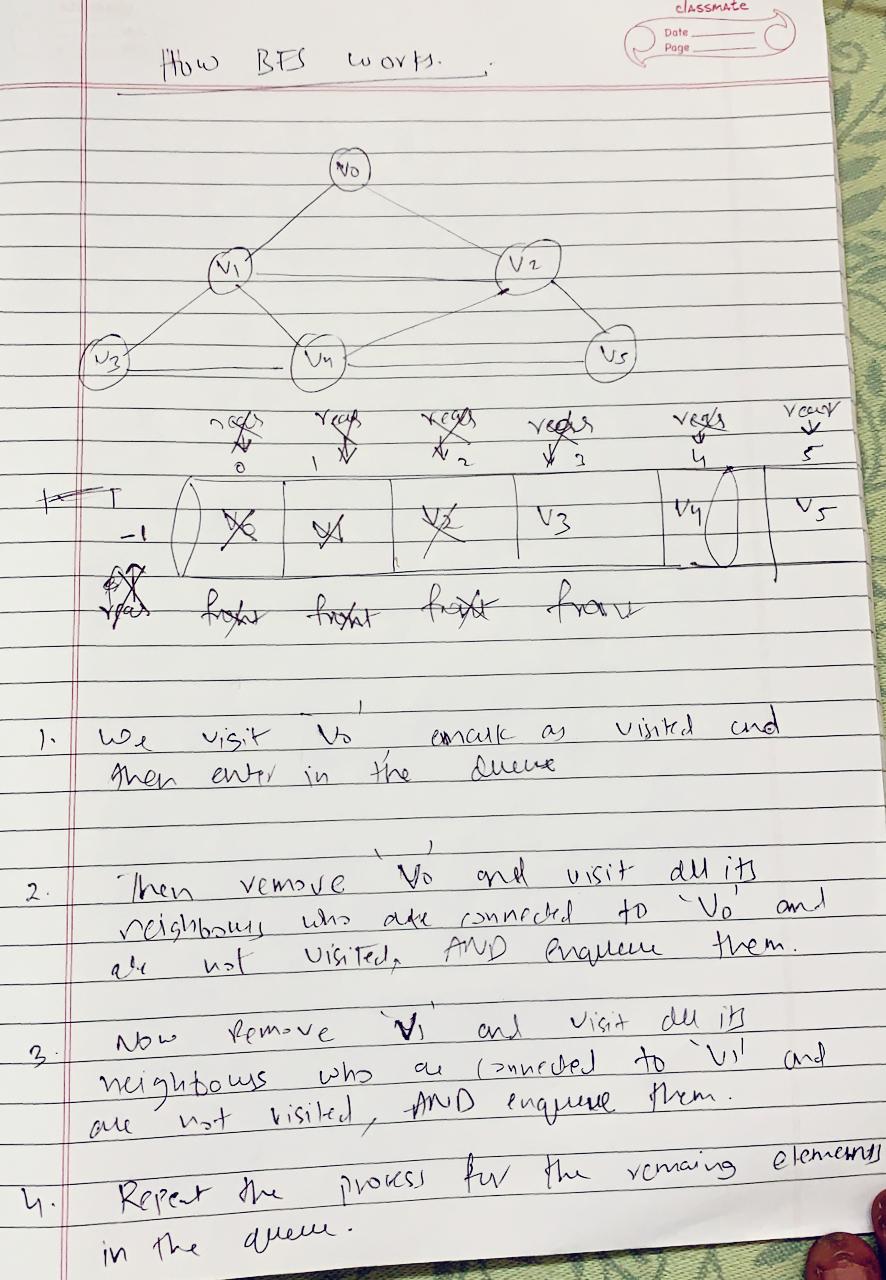 classmate
Date
Page
How BFS works.
V0
V1 V2
V3 V4 V5
rear rear rear rear rear rear
0 1 2 3 4 5
-1 V0 V1 V2 V3 V4 V5
rear front front front front
1. We visit 'V0', emark as visited and
then enter in the Queue
2. Then remove 'V0' and visit all its
neighbours who are connected to 'V0' and
are not visited, AND enqueue them.
3. Now Remove 'V1' and visit all its
neighbours who are connected to 'V1' and
are not visited, AND enqueue them.
4. Repeat the process for the remaing elements
in the queue.